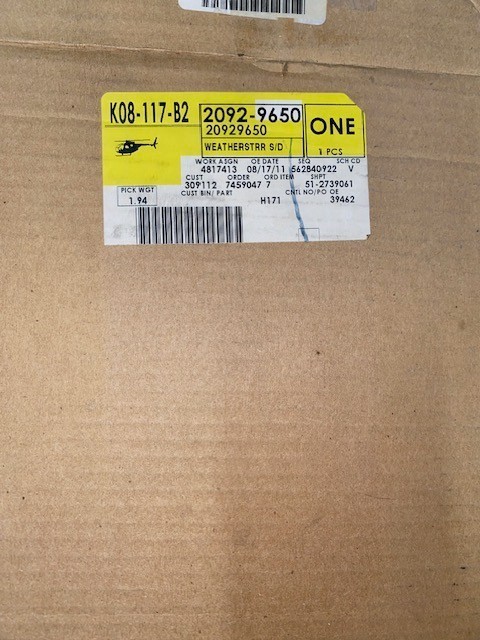 K08-117-B2 2092-9650
20929650 ONE
WEATHERSTRR S/D 1 PCS
WORK ASGN OE DATE SEQ SCH CD
4817413 08/17/11 562840922 V
CUST ORDER ORD ITEM SHPT
PICK WGT 309112 7459047 7 51-2739061
CUST BIN/ PART CNTL NO/PO OE
1.94 H171 39462